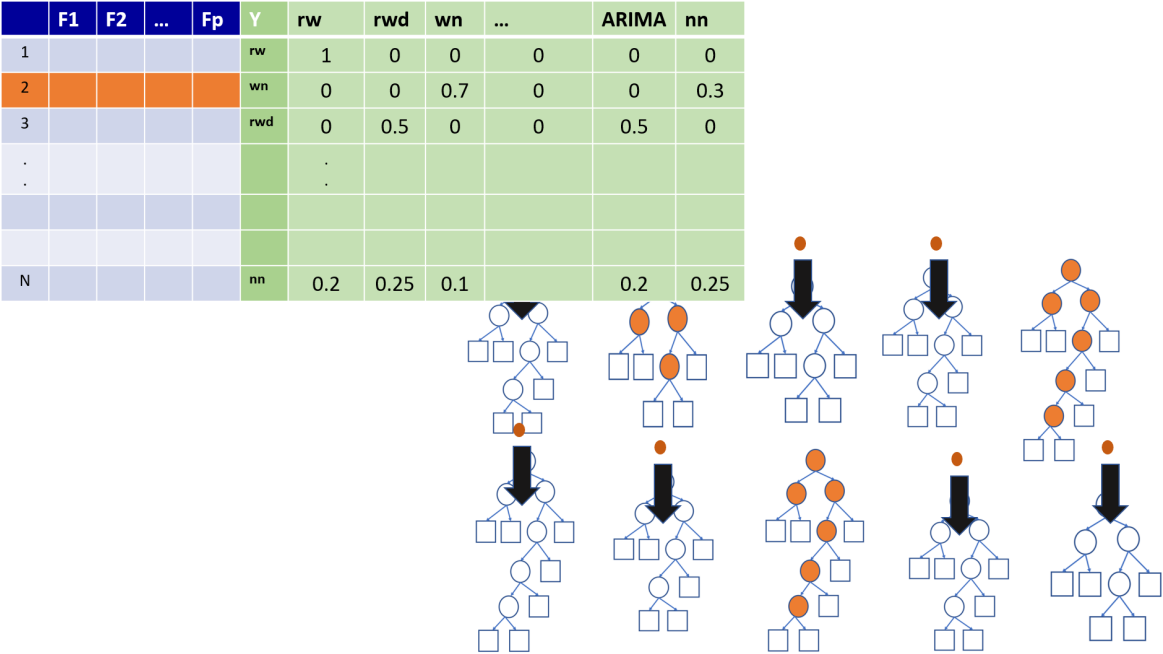 F1 F2 ... Fp Y rw rwd wn ... ARIMA nn
1 rw 1 0 0 0 0 0
2 wn 0 0 0.7 0 0 0.3
3 rwd 0 0.5 0 0 0.5 0
. .
. .
N nn 0.2 0.25 0.1 0.2 0.25